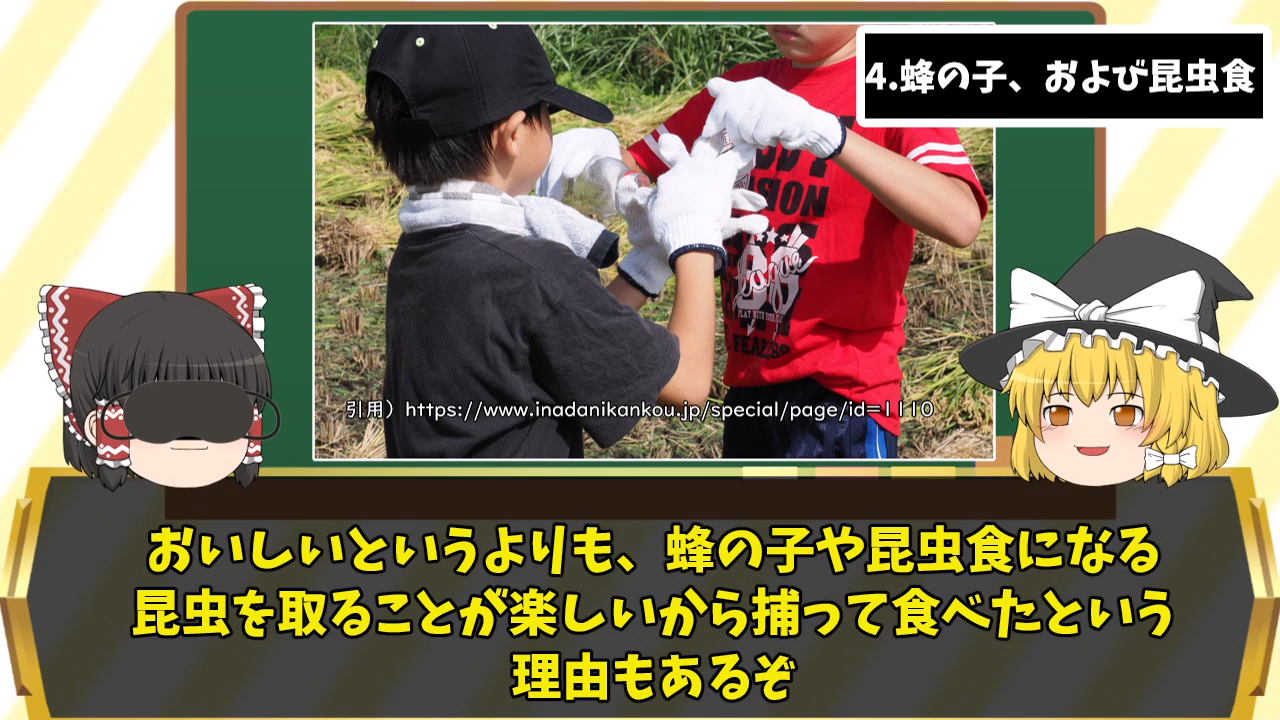 4.蜂の子、および昆虫食
引用）https://www.inadanikankou.jp/special/page/id=1110
おいしいというよりも、蜂の子や昆虫食になる
昆虫を取ることが楽しいから捕って食べたという
理由もあるぞ